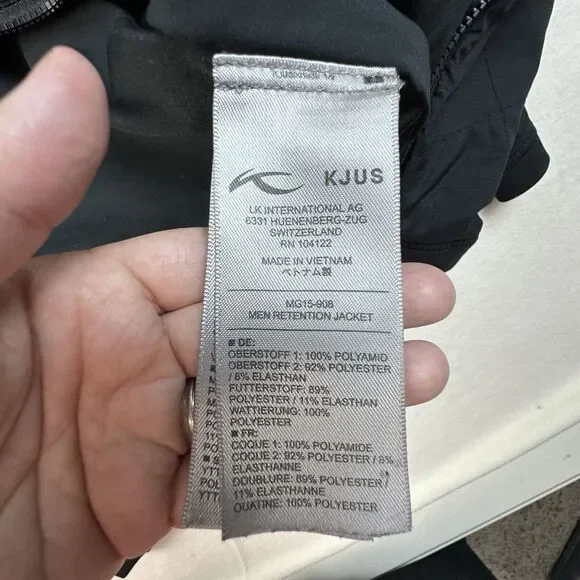 KJUS
LK INTERNATIONAL AG
6331 HUENENBERG-ZUG
SWITZERLAND
RN 104122
MADE IN VIETNAM
ベトナム製
MG15-908
MEN RETENTION JACKET
■ DE:
OBERSTOFF 1: 100% POLYAMID
OBERSTOFF 2: 92% POLYESTER
/ 8% ELASTHAN
FUTTERSTOFF: 89%
POLYESTER / 11% ELASTHAN
WATTIERUNG: 100%
POLYESTER
■ FR:
COQUE 1: 100% POLYAMIDE
COQUE 2: 92% POLYESTER / 8%
ELASTHANNE
DOUBLURE: 89% POLYESTER /
11% ELASTHANNE
OUATINE: 100% POLYESTER